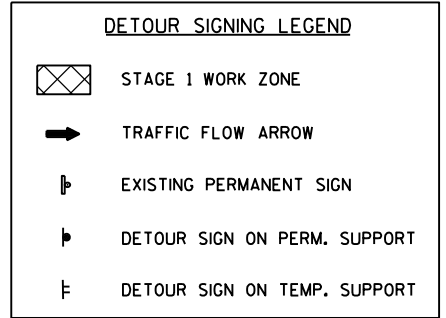 DETOUR SIGNING LEGEND
STAGE 1 WORK ZONE
TRAFFIC FLOW ARROW
EXISTING PERMANENT SIGN
DETOUR SIGN ON PERM. SUPPORT
DETOUR SIGN ON TEMP. SUPPORT